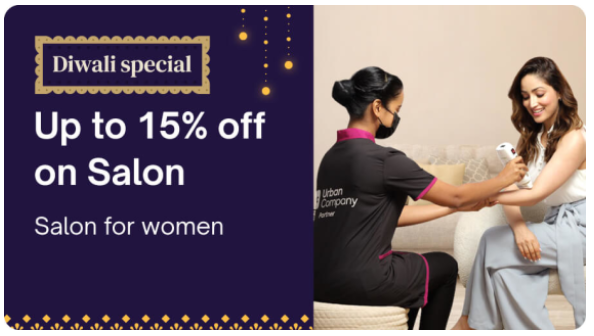 Diwali special
Up to 15% off
on Salon
Salon for women
Urban
Company
Partner